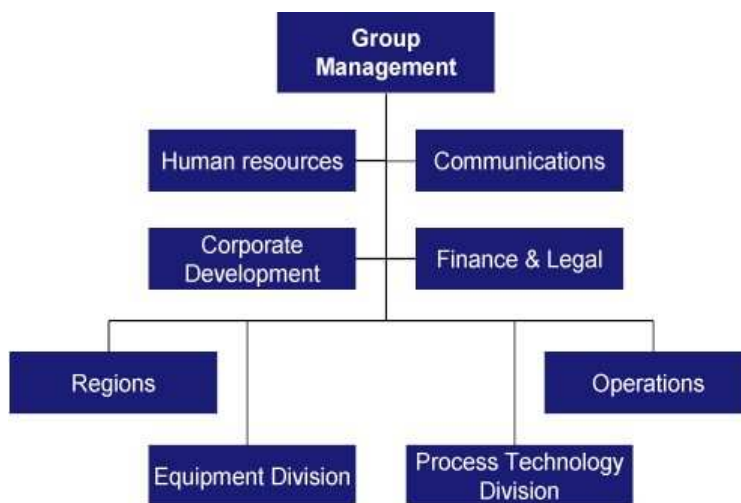 Group
Management
Human resources
Communications
Corporate
Development
Finance & Legal
Regions
Operations
Equipment Division
Process Technology
Division